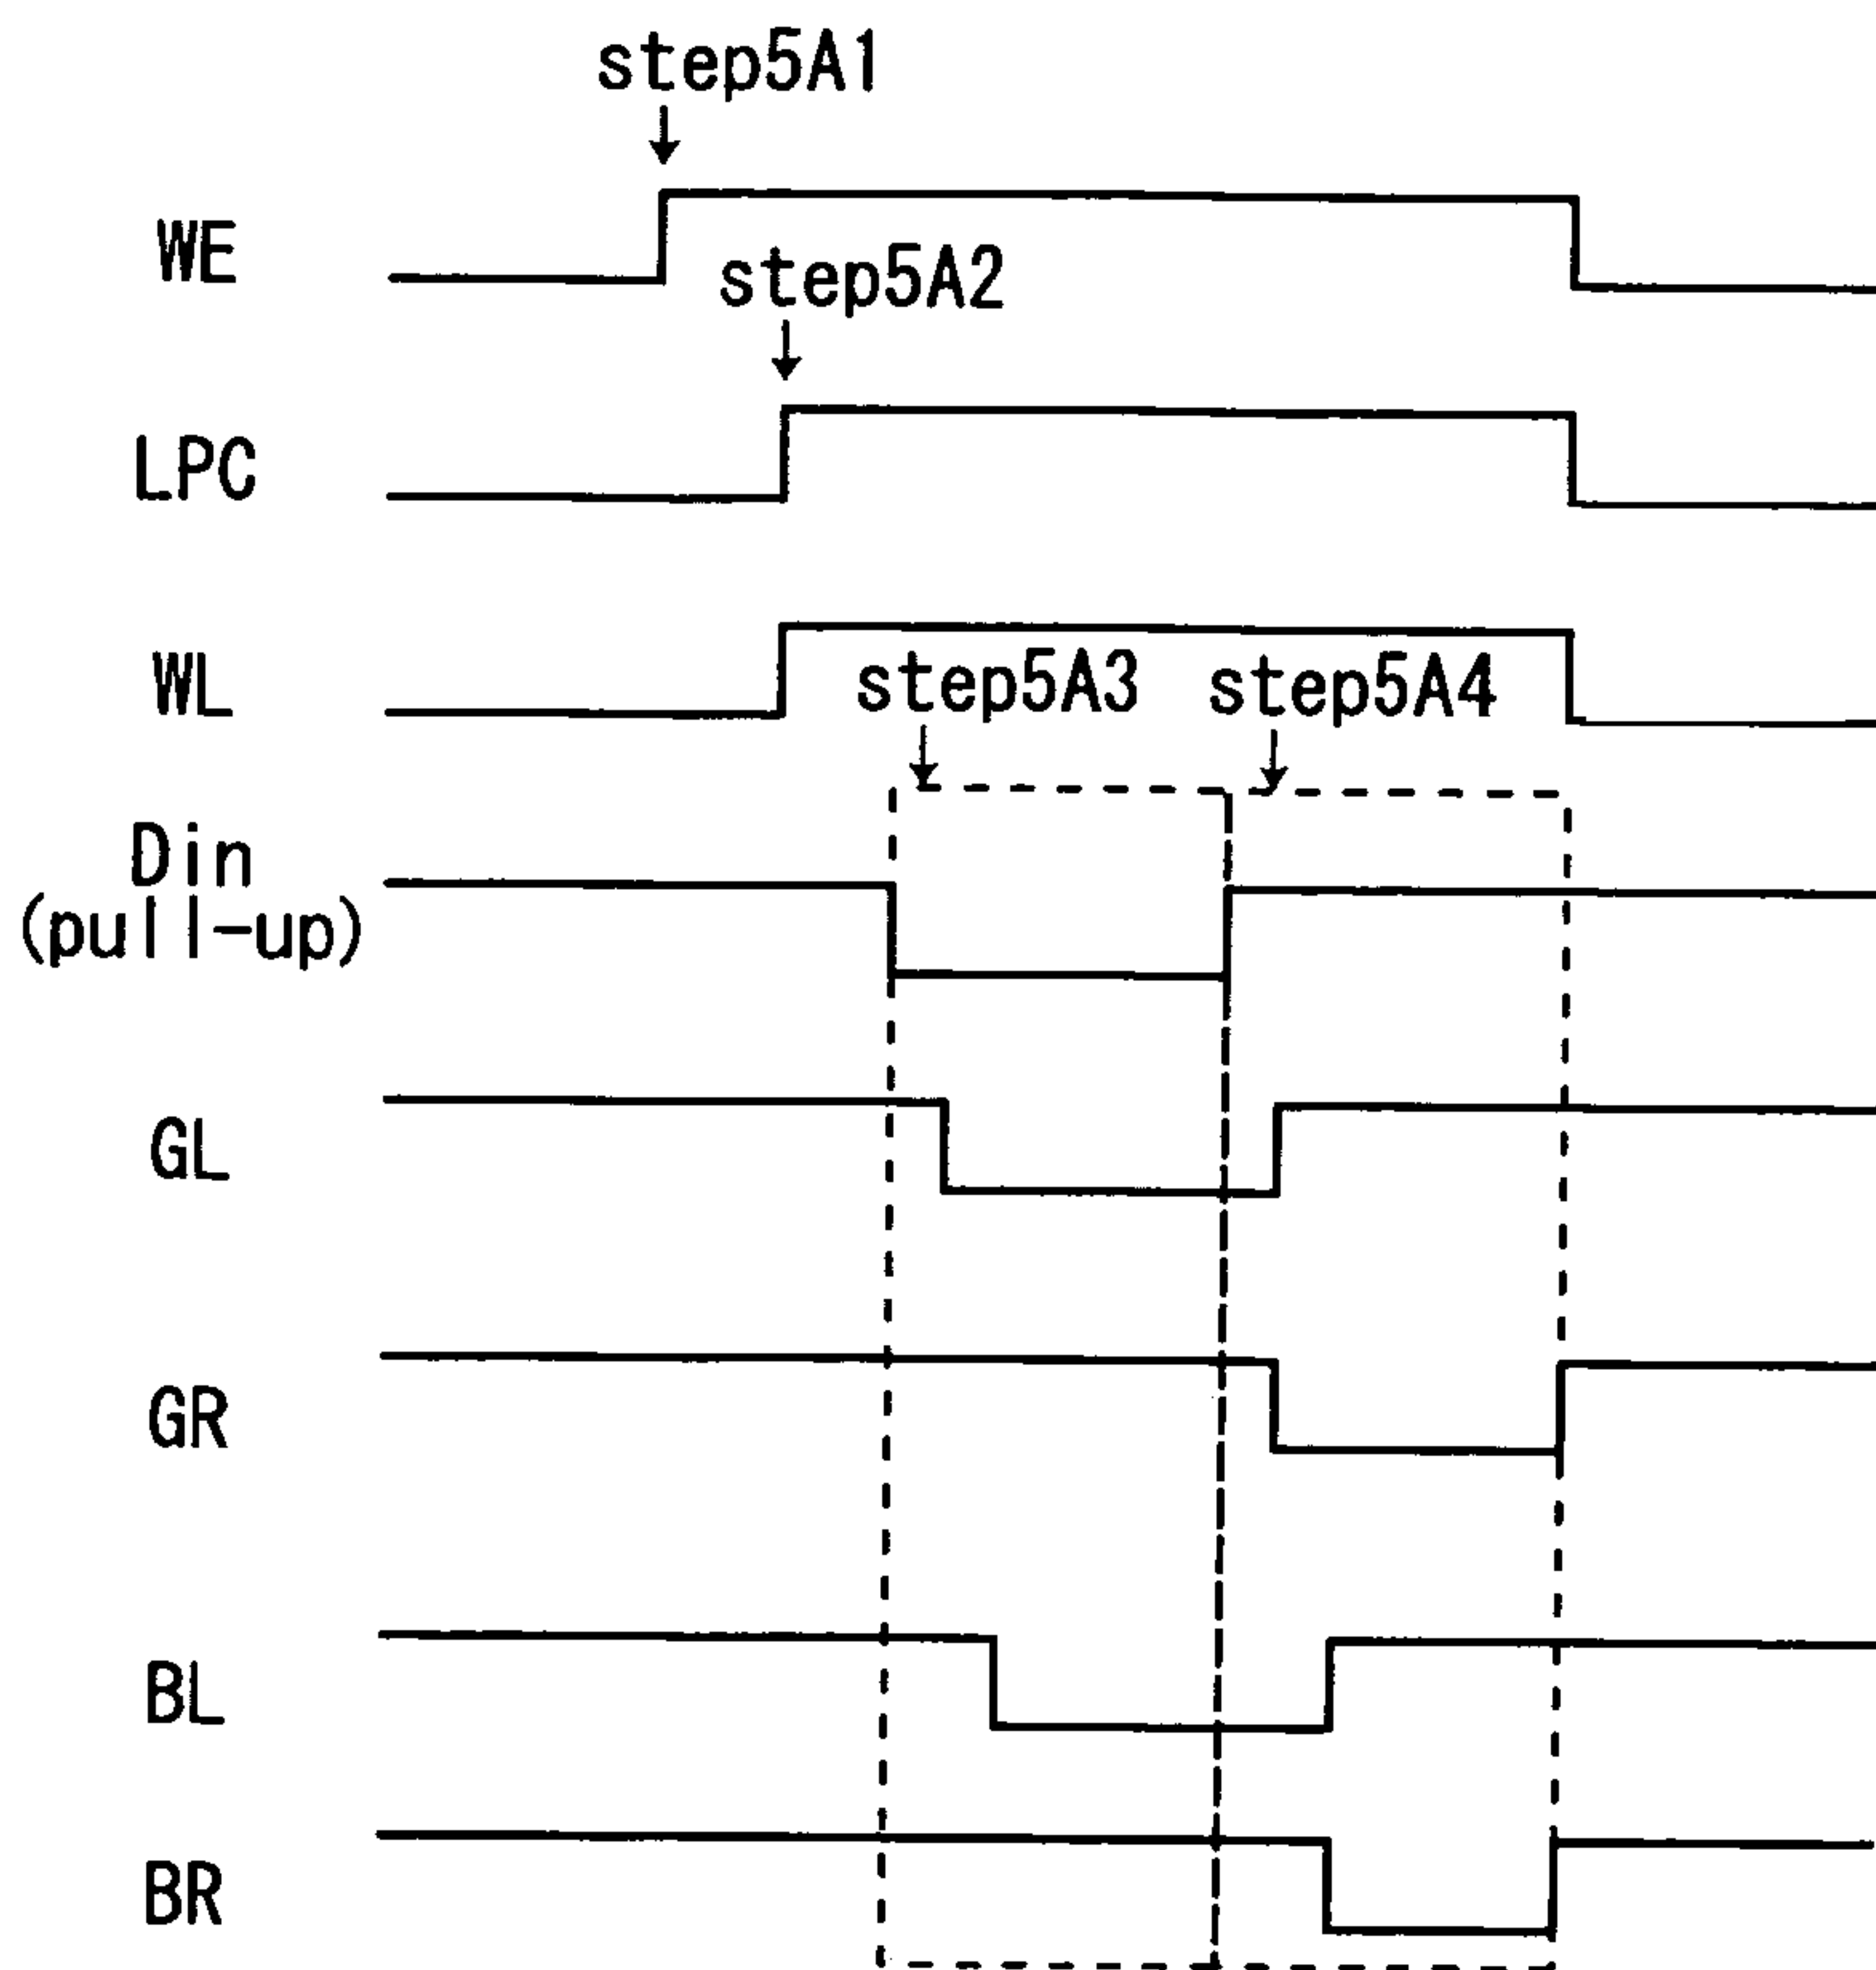 step5A1
WE
step5A2
LPC
WL
step5A3
step5A4
Din
(pull-up)
GL
GR
BL
BR